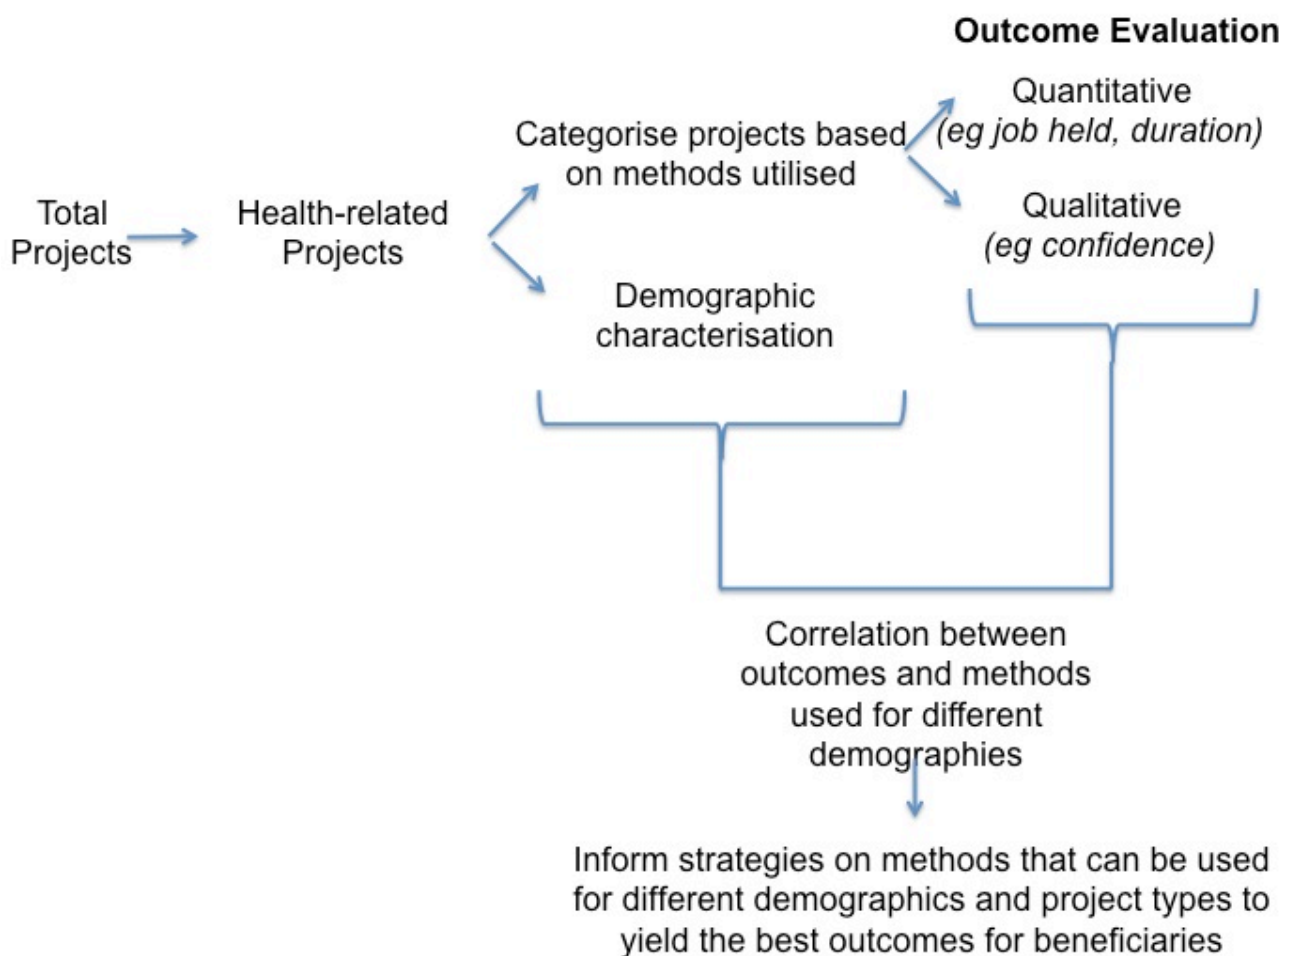 Outcome Evaluation
Quantitative
(eg job held, duration)
Categorise projects based
on methods utilised
Qualitative
(eg confidence)
Total
Projects
Health-related
Projects
Demographic
characterisation
Correlation between
outcomes and methods
used for different
demographies
Inform strategies on methods that can be used
for different demographics and project types to
yield the best outcomes for beneficiaries